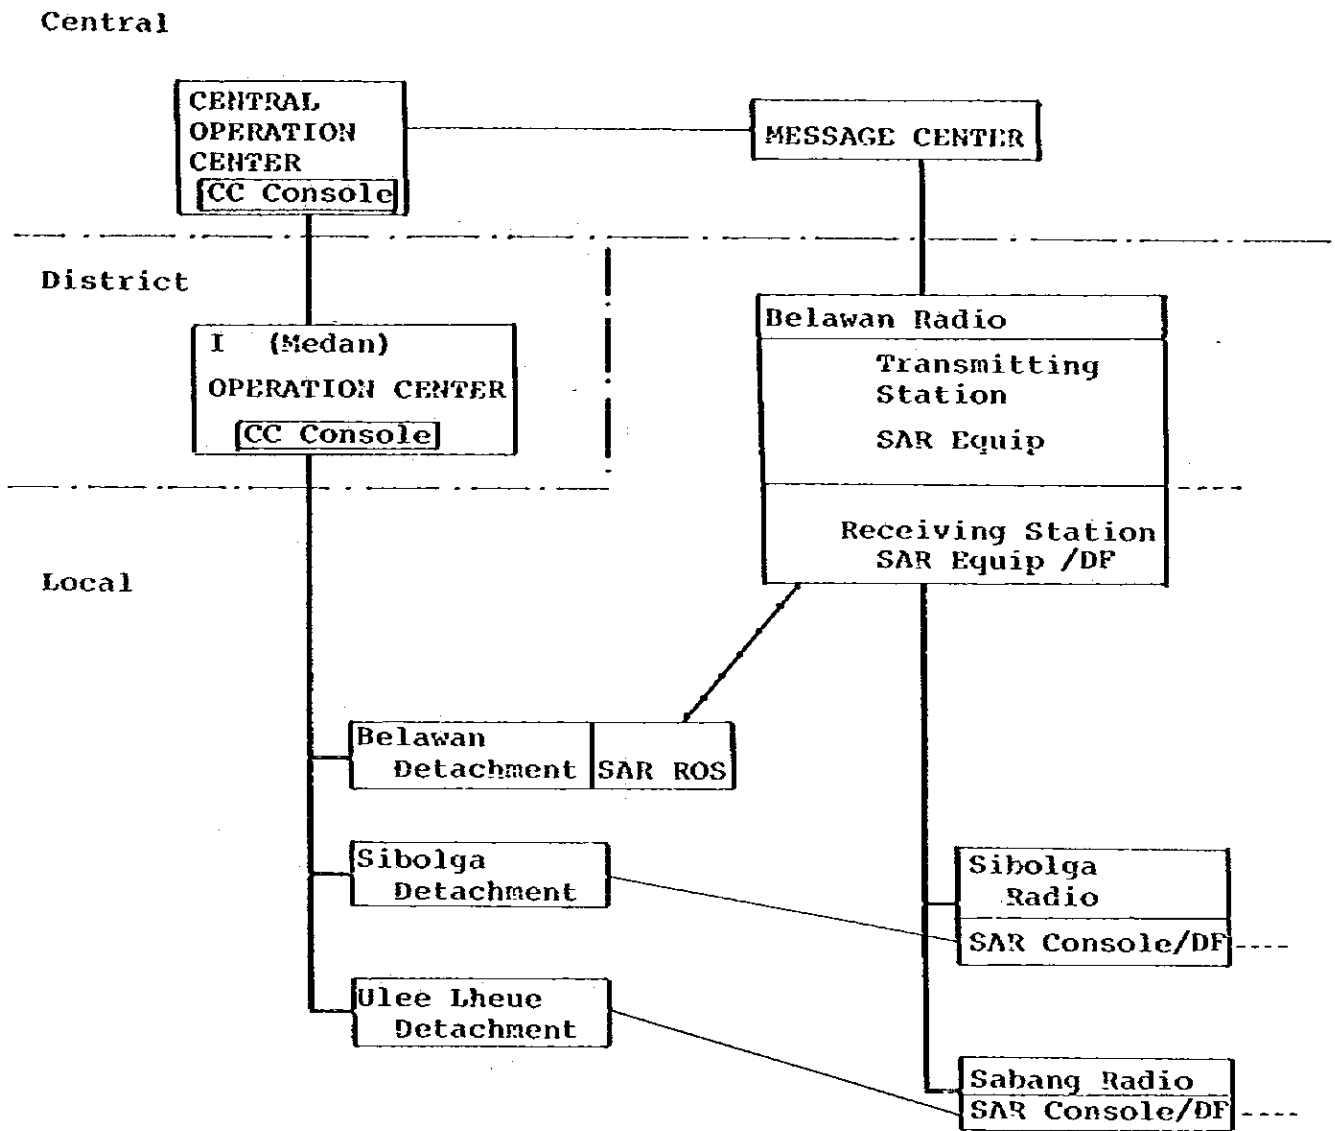 Central
CENTRAL
OPERATION
CENTER
CC Console
MESSAGE CENTER
District
I (Medan)
OPERATION CENTER
CC Console
Belawan Radio
Transmitting
Station
SAR Equip
Receiving Station
SAR Equip /DF
Local
Belawan
Detachment
SAR ROS
Sibolga
Detachment
Sibolga
Radio
SAR Console/DF
Ulee Lheue
Detachment
Sabang Radio
SAR Console/DF